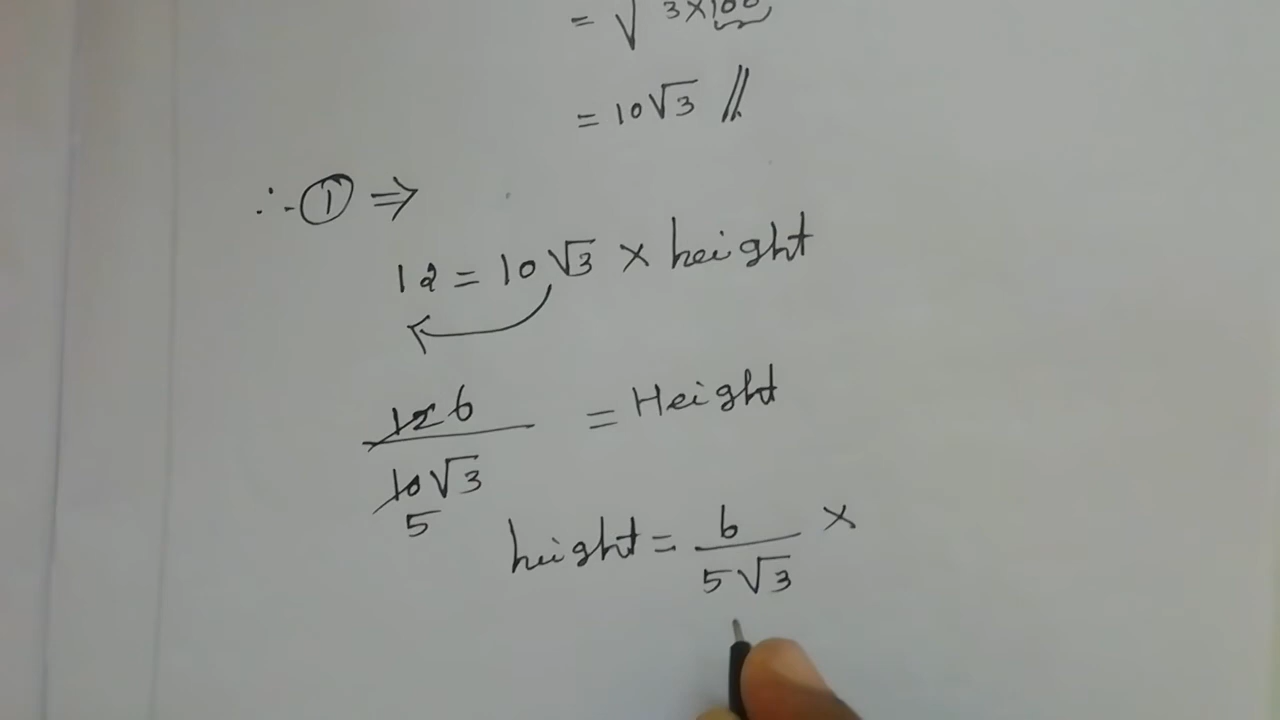 = √3×100
= 10√3 //
∴ ① ⇒
12 = 10√3 × height
12 6
10√3 = Height
5
height = 6/5√3 ×